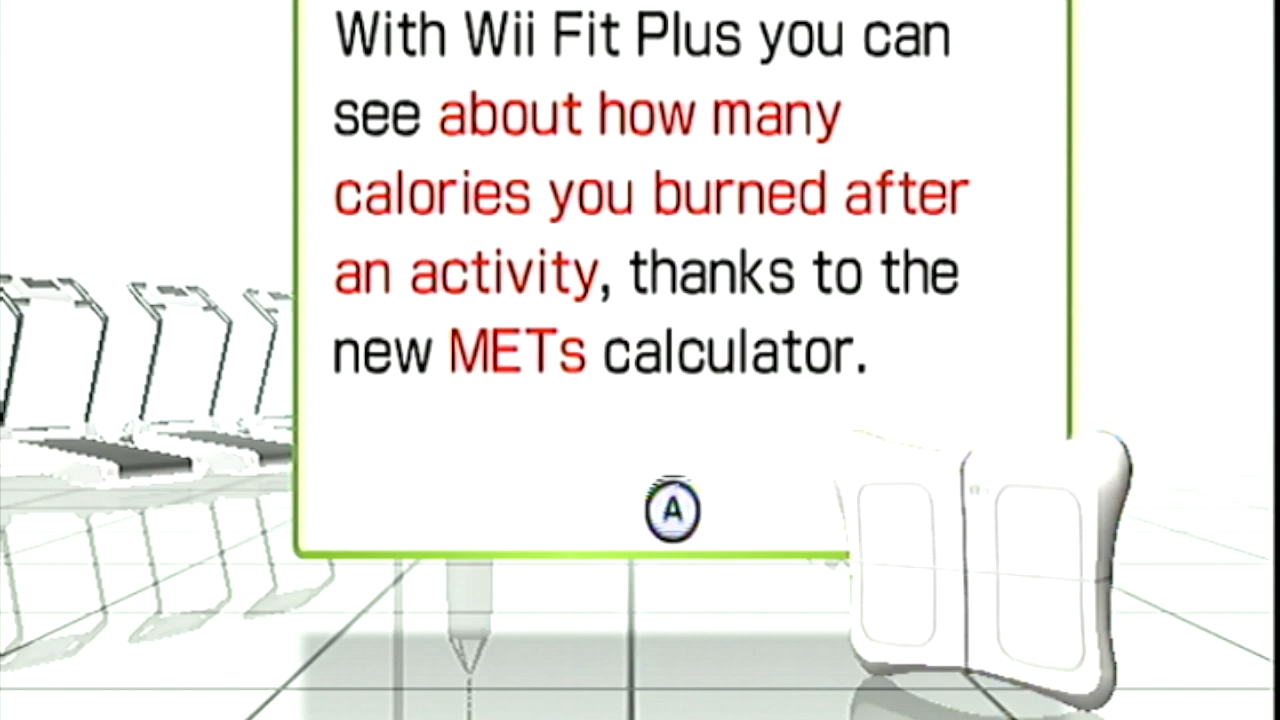 With Wii Fit Plus you can
see about how many
calories you burned after
an activity, thanks to the
new METs calculator.
A